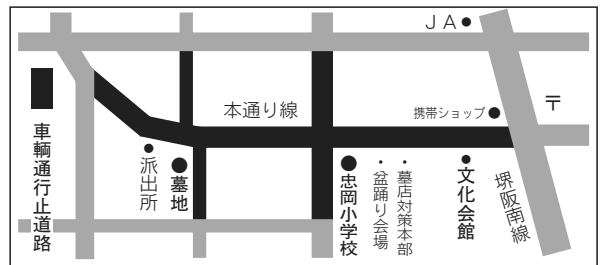 ＪＡ
〒
携帯ショップ
本通り線
車輌通行止道路
派出所
墓地
忠岡小学校
・盆踊り会場
・墓店対策本部
文化会館
堺阪南線